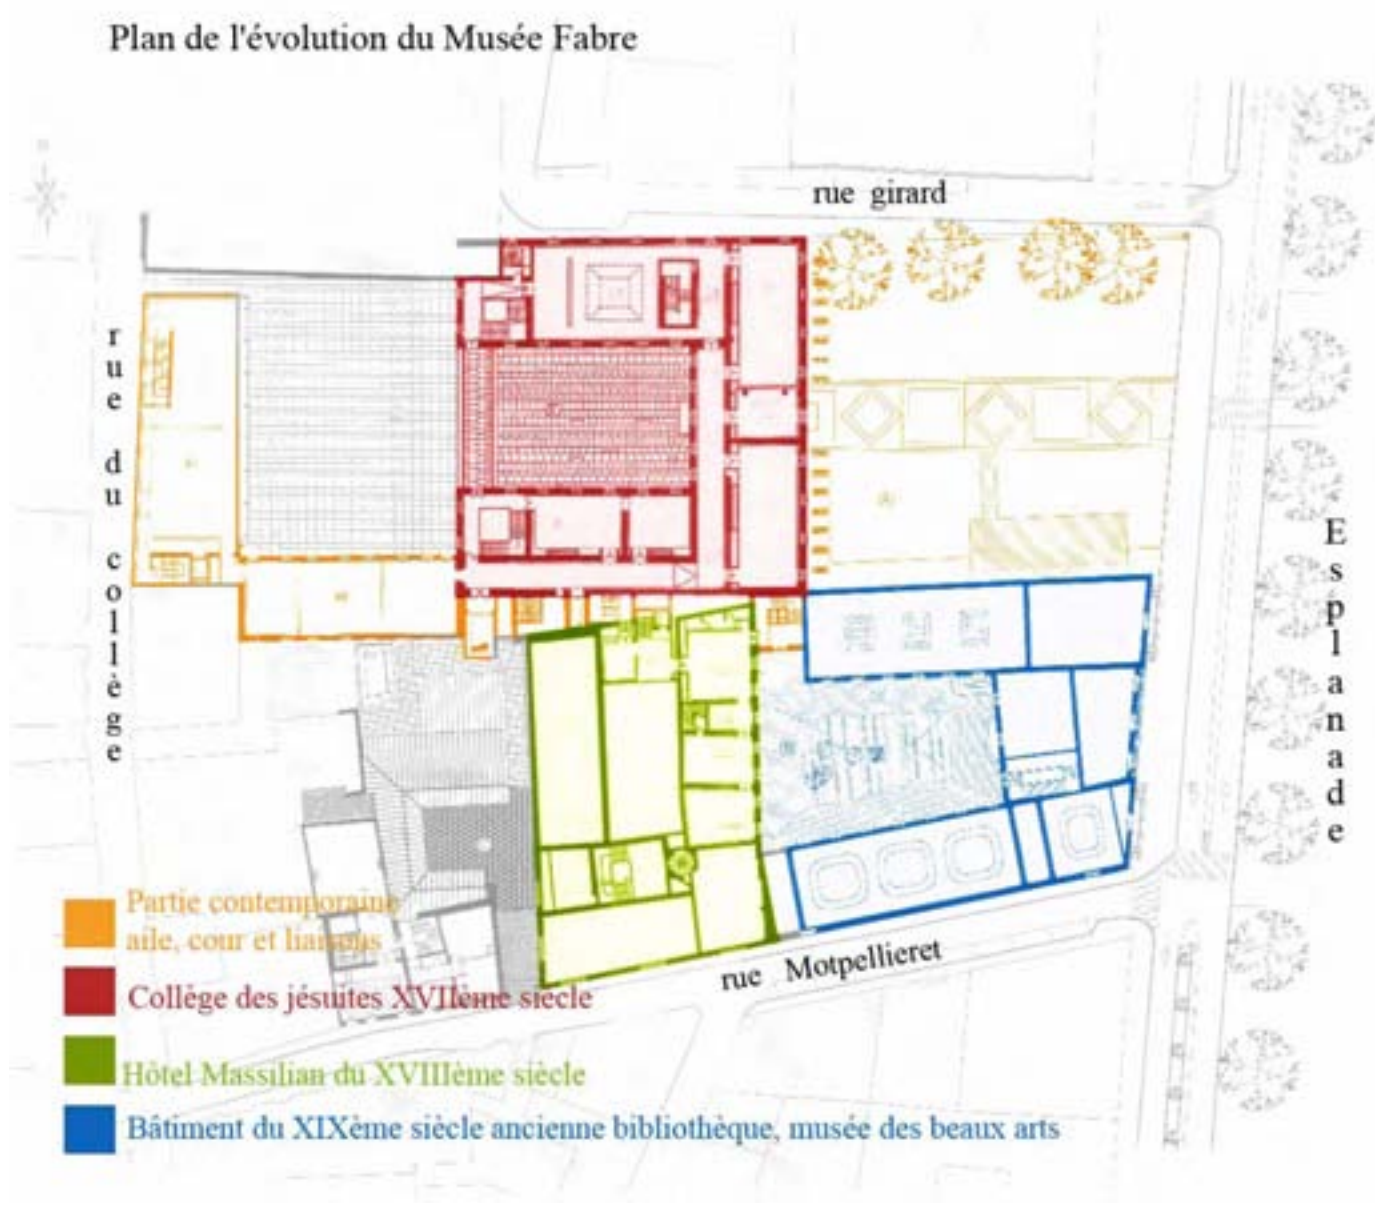 Plan de l'évolution du Musée Fabre
rue girard
rue du collège
Esplanade
rue Motpellieret
Partie contemporaine
aile, cour et liaisons
Collège des jésuites XVIIème siècle
Hôtel Massilian du XVIIIème siècle
Bâtiment du XIXème siècle ancienne bibliothèque, musée des beaux arts